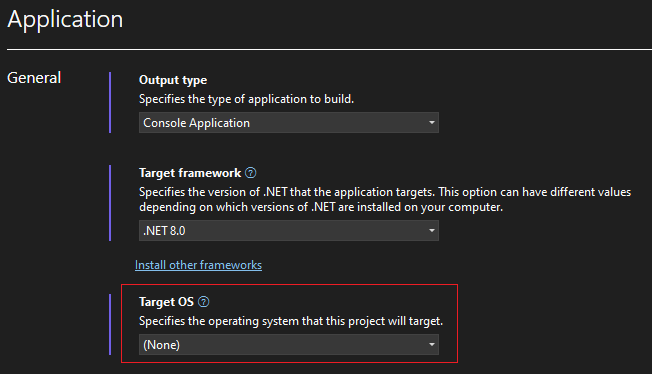 Application
General
Output type
Specifies the type of application to build.
Console Application
Target framework
Specifies the version of .NET that the application targets. This option can have different values
depending on which versions of .NET are installed on your computer.
.NET 8.0
Install other frameworks
Target OS
Specifies the operating system that this project will target.
(None)